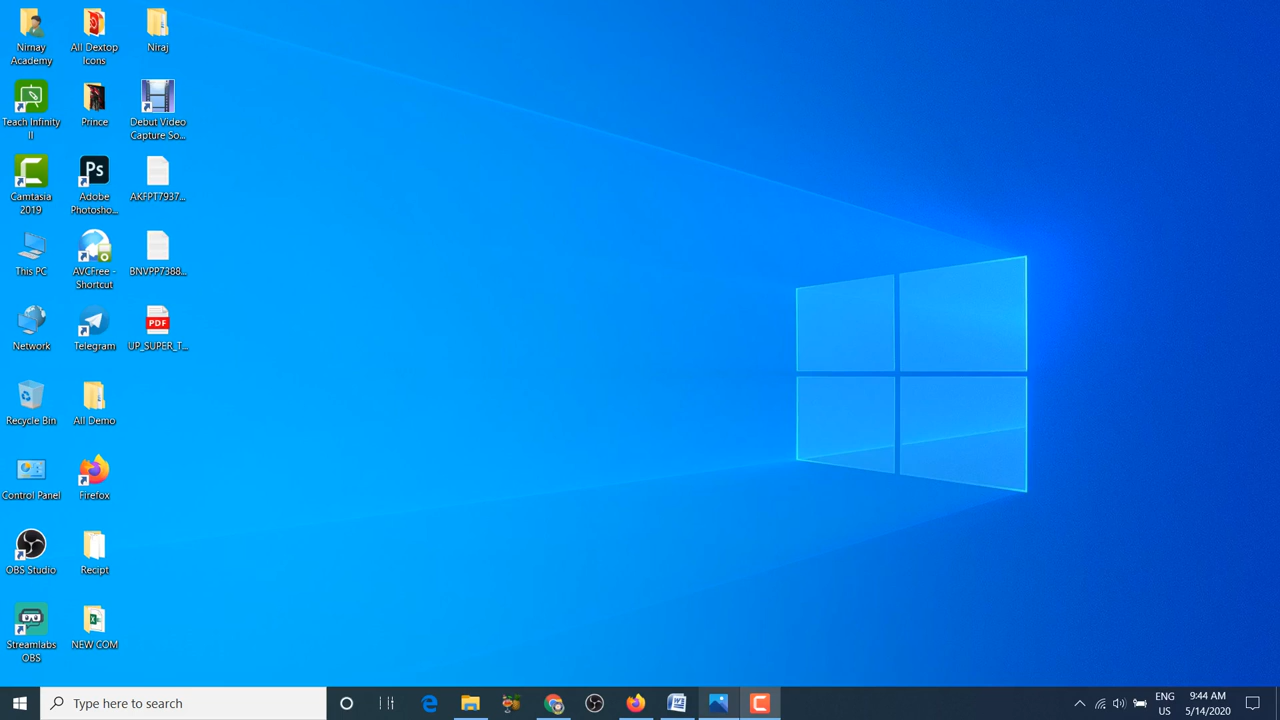 Nirnay
Academy
All Dextop
Icons
Niraj
Teach Infinity
II
Prince
Debut Video
Capture So...
Camtasia
2019
Ps
Adobe
Photosho...
AKFPT7937...
This PC
AVCFree -
Shortcut
BNVPP7388...
Network
Telegram
PDF
UP_SUPER_T...
Recycle Bin
All Demo
Control Panel
Firefox
OBS Studio
Recipt
Streamlabs
OBS
NEW COM
Type here to search
ENG
US
9:44 AM
5/14/2020